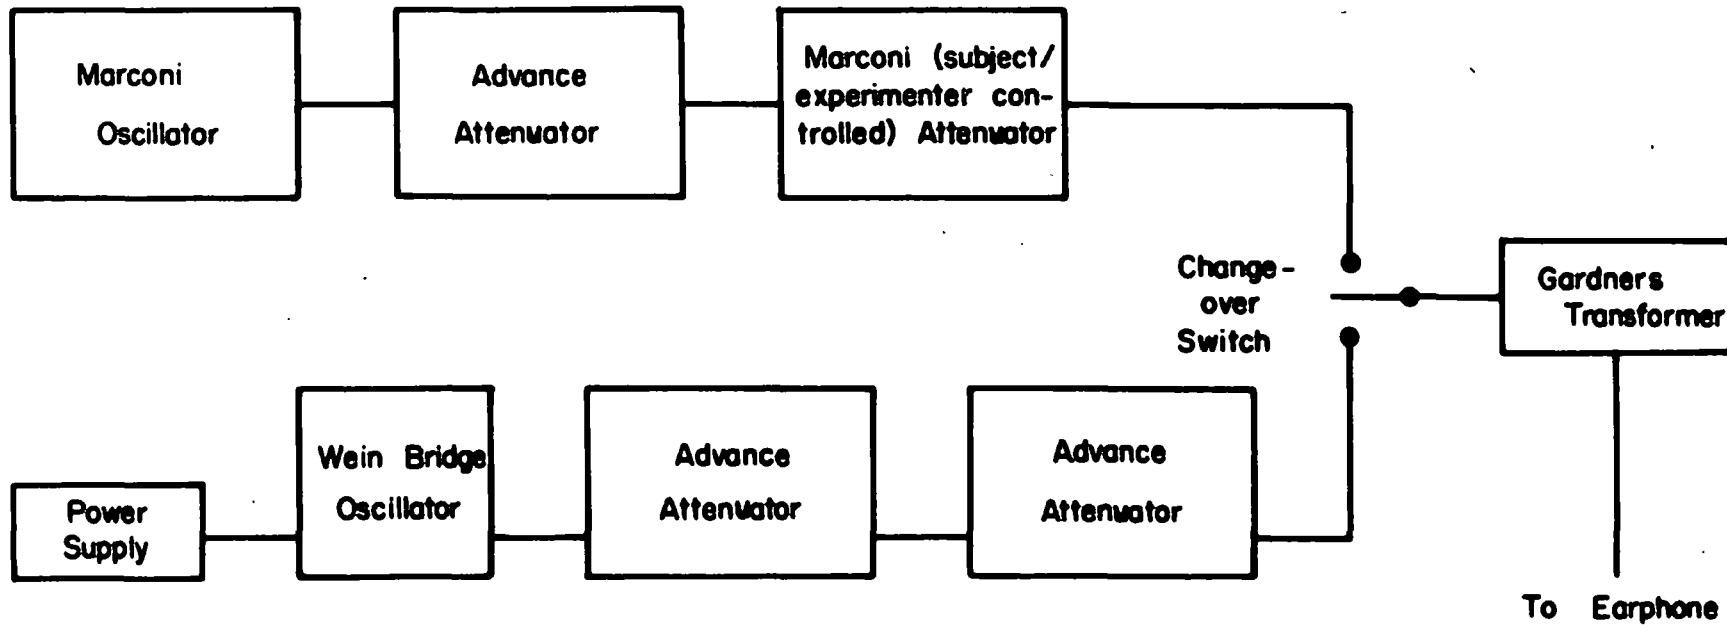 Marconi
Oscillator
Advance
Attenuator
Marconi (subject/
experimenter con-
trolled) Attenuator
Change-
over
Switch
Gardners
Transformer
Power
Supply
Wein Bridge
Oscillator
Advance
Attenuator
Advance
Attenuator
To Earphone